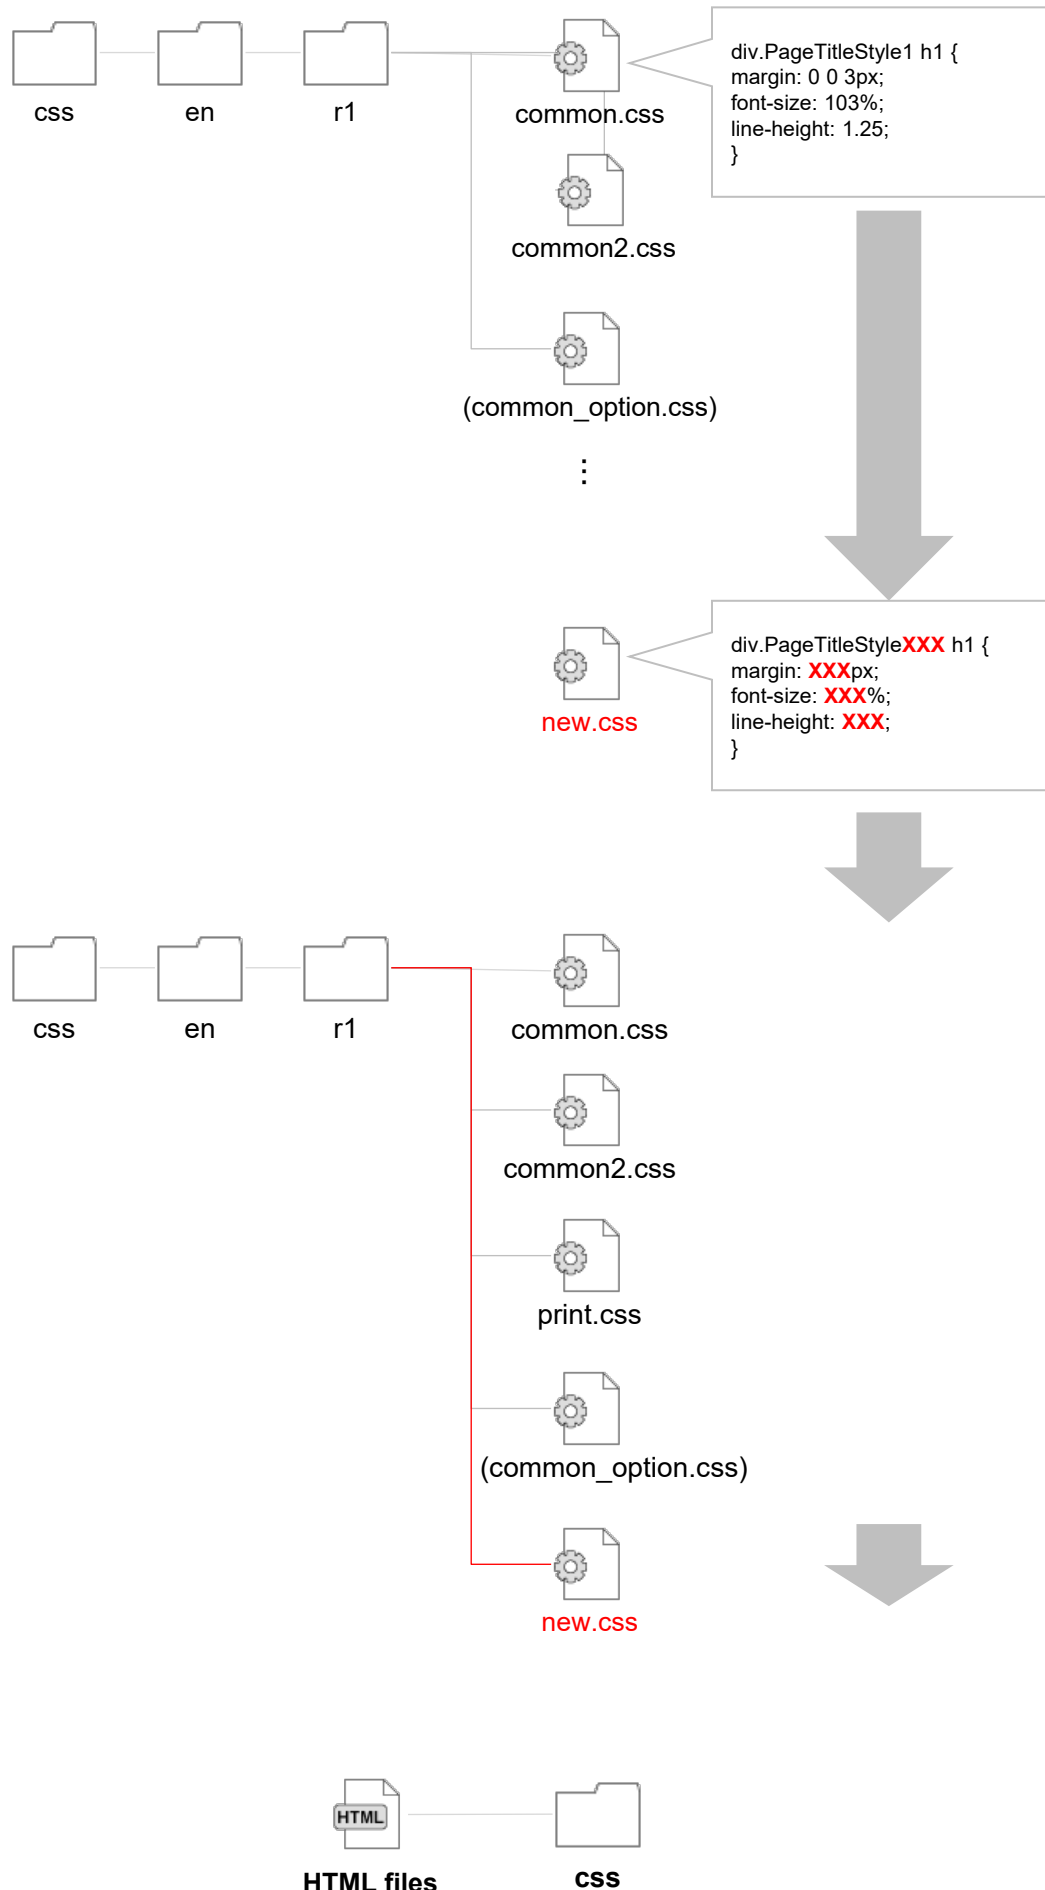 css
en
r1
common.css
div.PageTitleStyle1 h1 {
margin: 0 0 3px;
font-size: 103%;
line-height: 1.25;
}
common2.css
(common_option.css)
⋮
new.css
div.PageTitleStyleXXX h1 {
margin: XXXpx;
font-size: XXX%;
line-height: XXX;
}
css
en
r1
common.css
common2.css
print.css
(common_option.css)
new.css
HTML
HTML files
css